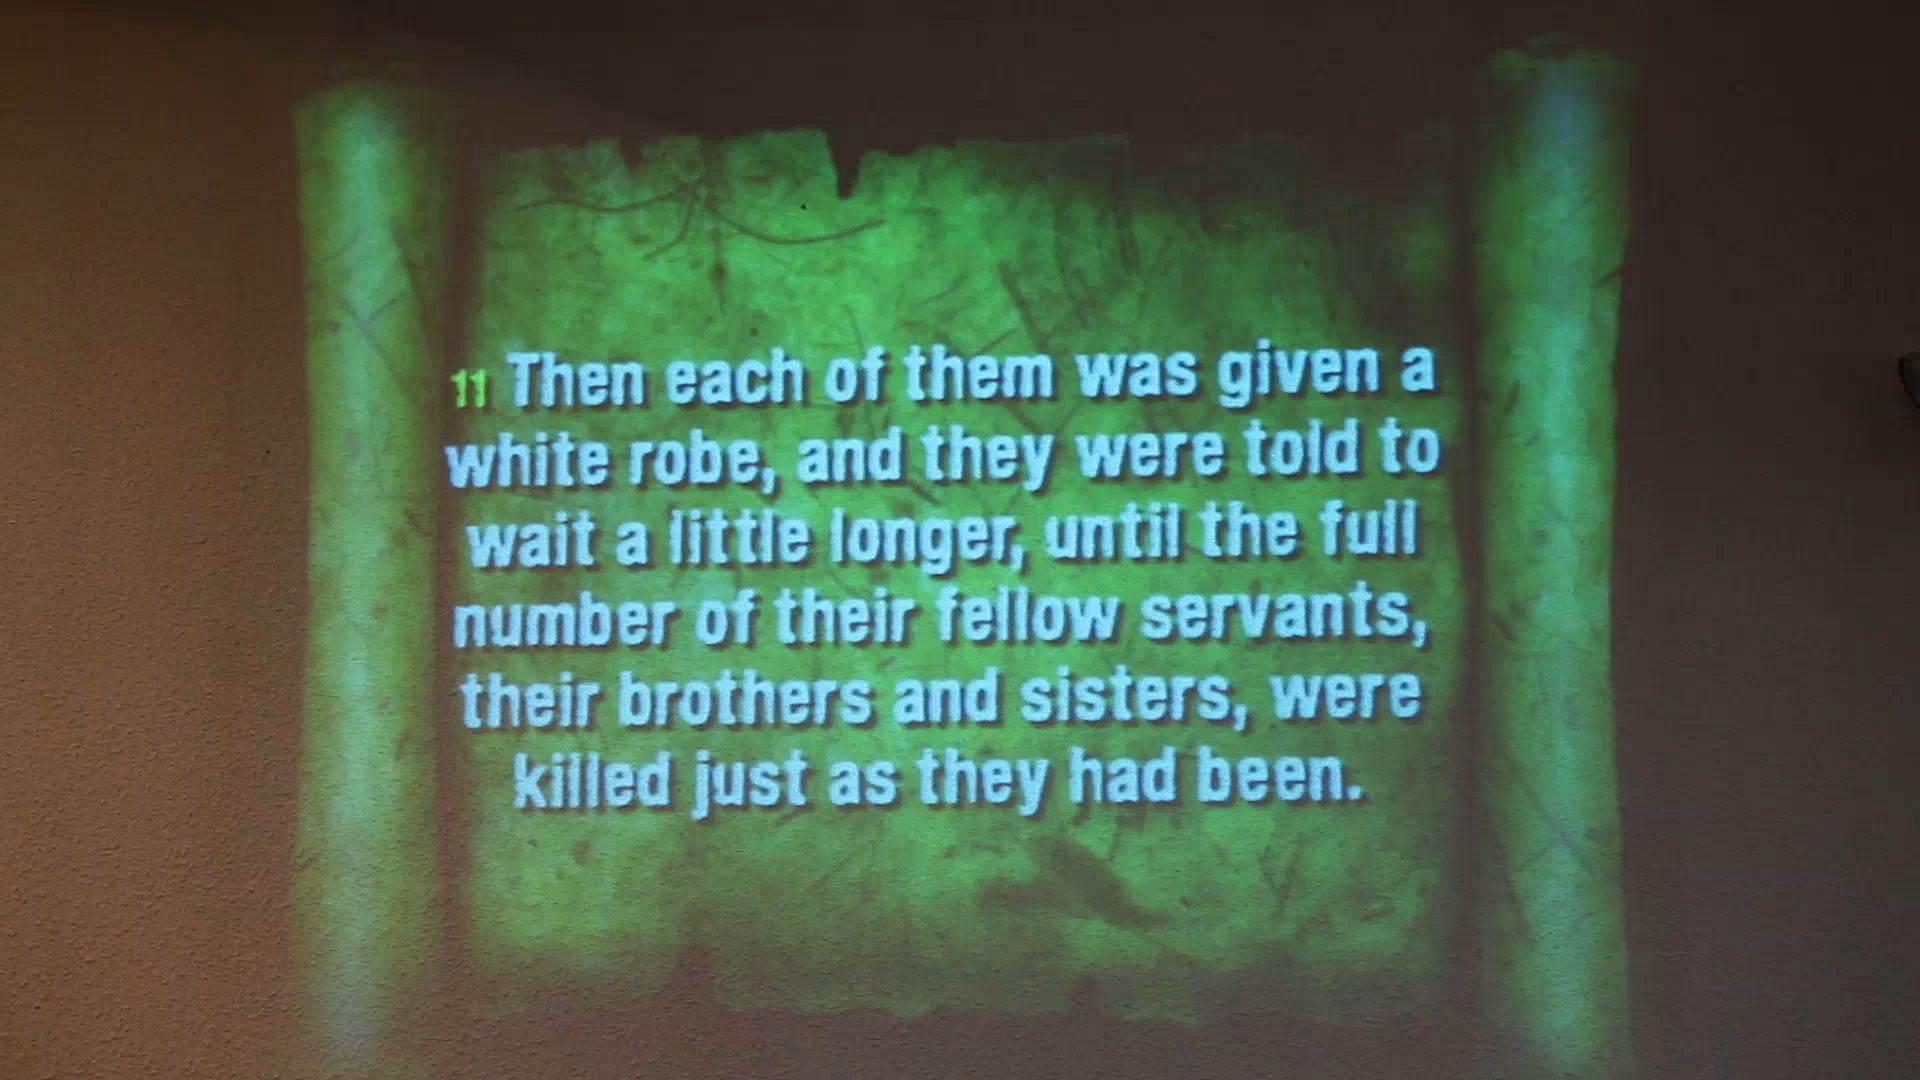 11 Then each of them was given a
white robe, and they were told to
wait a little longer, until the full
number of their fellow servants,
their brothers and sisters, were
killed just as they had been.